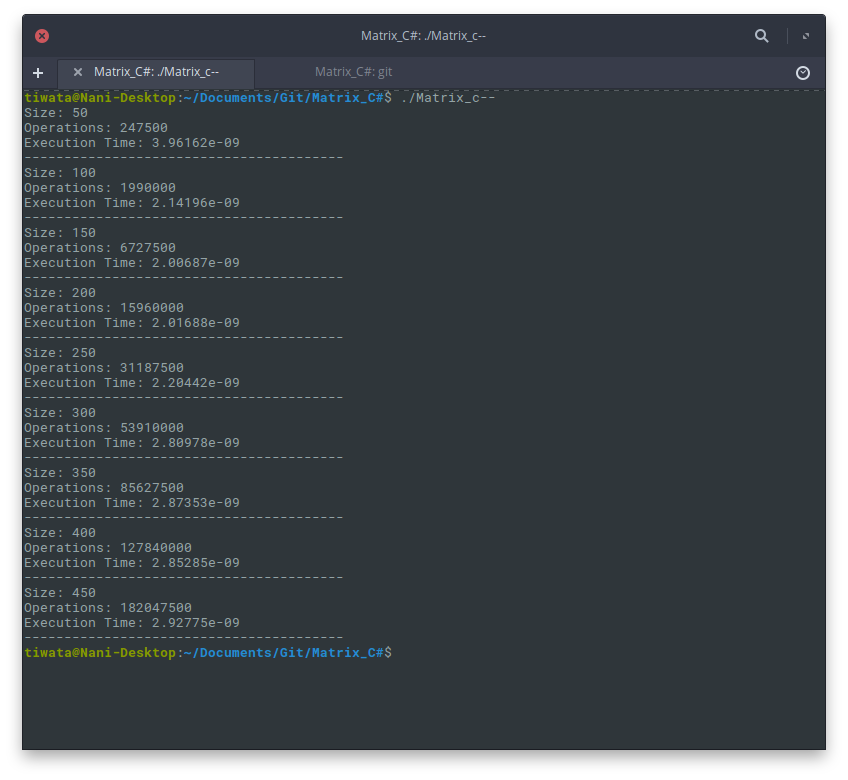 Matrix_C#: ./Matrix_c--
Matrix_C#: ./Matrix_c--
Matrix_C#: git
tiwata@Nani-Desktop:~/Documents/Git/Matrix_C#$ ./Matrix_c--
Size: 50
Operations: 247500
Execution Time: 3.96162e-09
----------------------------------------
Size: 100
Operations: 1990000
Execution Time: 2.14196e-09
----------------------------------------
Size: 150
Operations: 6727500
Execution Time: 2.00687e-09
----------------------------------------
Size: 200
Operations: 15960000
Execution Time: 2.01688e-09
----------------------------------------
Size: 250
Operations: 31187500
Execution Time: 2.20442e-09
----------------------------------------
Size: 300
Operations: 53910000
Execution Time: 2.80978e-09
----------------------------------------
Size: 350
Operations: 85627500
Execution Time: 2.87353e-09
----------------------------------------
Size: 400
Operations: 127840000
Execution Time: 2.85285e-09
----------------------------------------
Size: 450
Operations: 182047500
Execution Time: 2.92775e-09
----------------------------------------
tiwata@Nani-Desktop:~/Documents/Git/Matrix_C#$